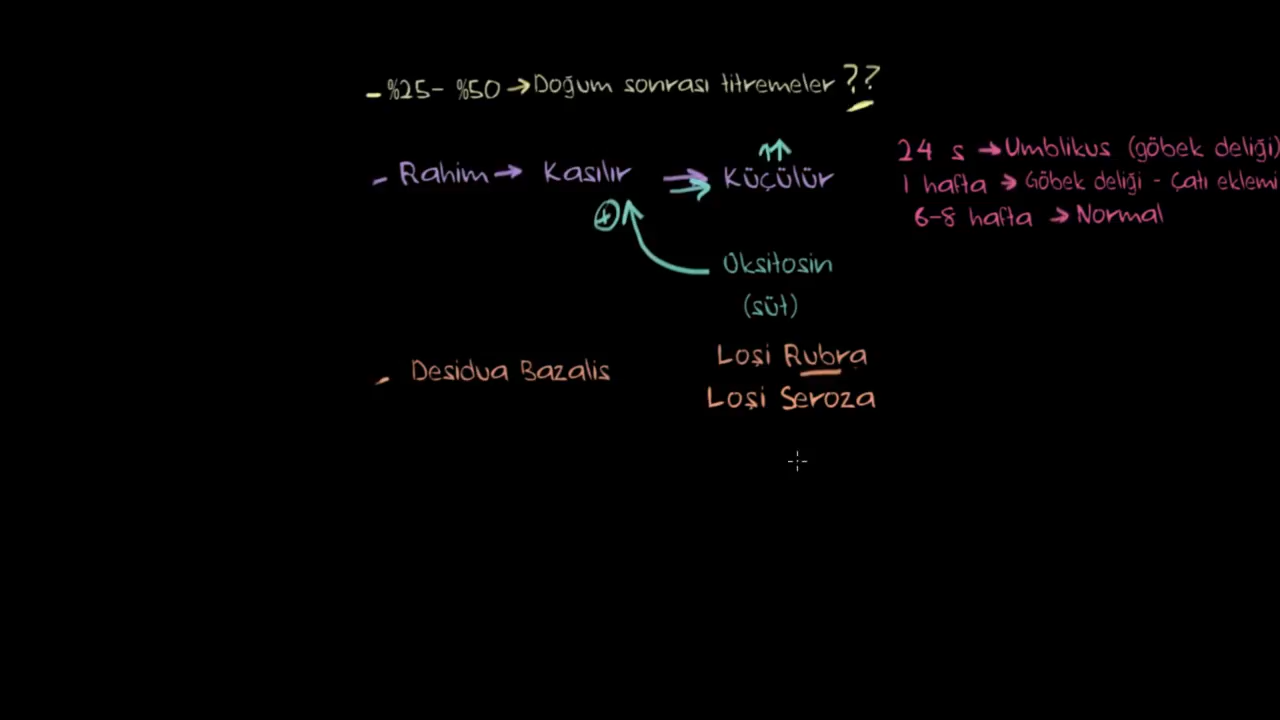 - %25- %50 → Doğum sonrası titremeler ??
- Rahim → Kasılır → Küçülür
24 s → Umblikus (göbek deliği)
1 hafta → Göbek deliği - Çatı eklemi
6-8 hafta → Normal
+
Oksitosin
(süt)
- Desidua Bazalis
Loşi Rubra
Loşi Seroza